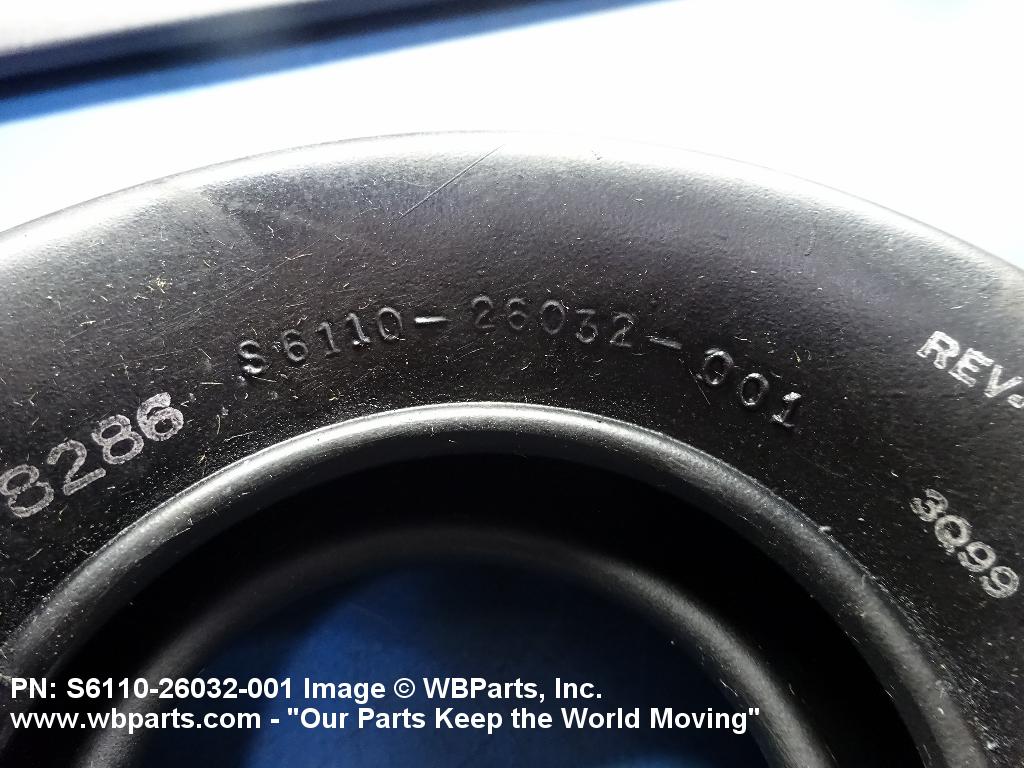 8286
S6110-26032-001
REV-
3Q99
PN: S6110-26032-001 Image © WBParts, Inc.
www.wbparts.com - "Our Parts Keep the World Moving"